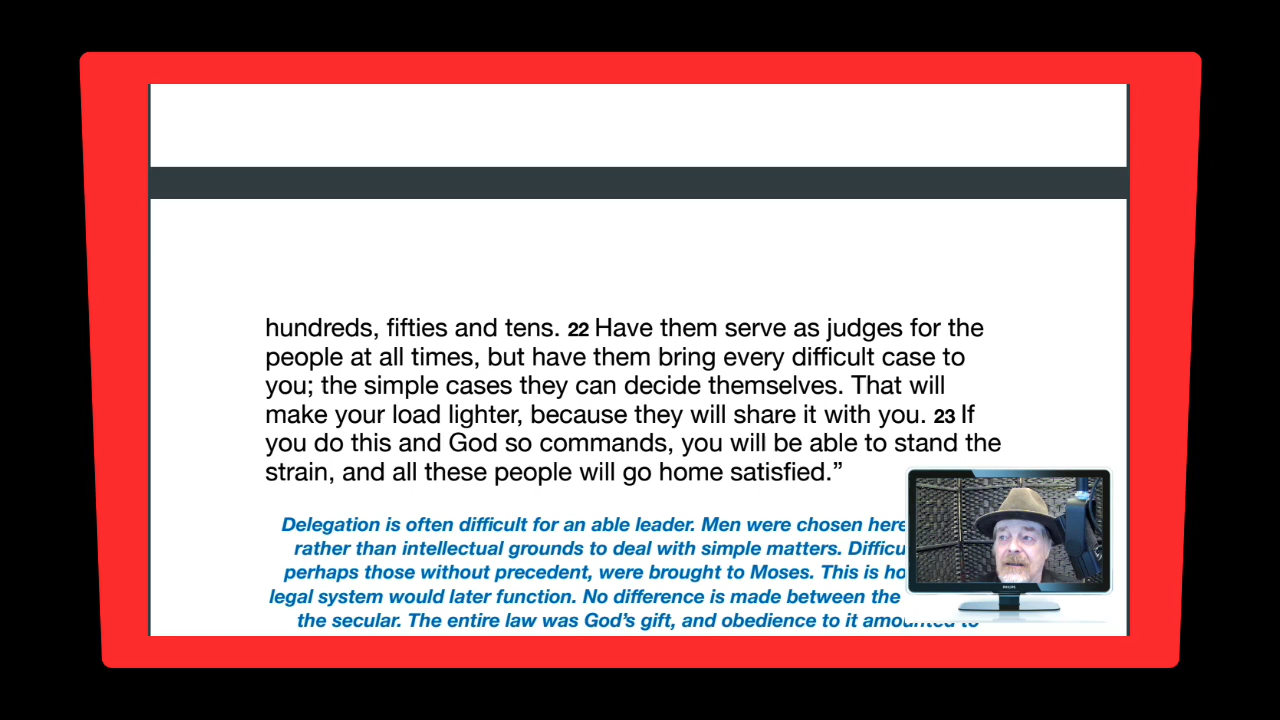 hundreds, fifties and tens. 22 Have them serve as judges for the
people at all times, but have them bring every difficult case to
you; the simple cases they can decide themselves. That will
make your load lighter, because they will share it with you. 23 If
you do this and God so commands, you will be able to stand the
strain, and all these people will go home satisfied.”
Delegation is often difficult for an able leader. Men were chosen here
rather than intellectual grounds to deal with simple matters.
perhaps those without precedent, were brought to Moses. This is
legal system would later function. No difference is made between the
the secular. The entire law was God’s gift, and obedience to it amounted to
PHILIPS